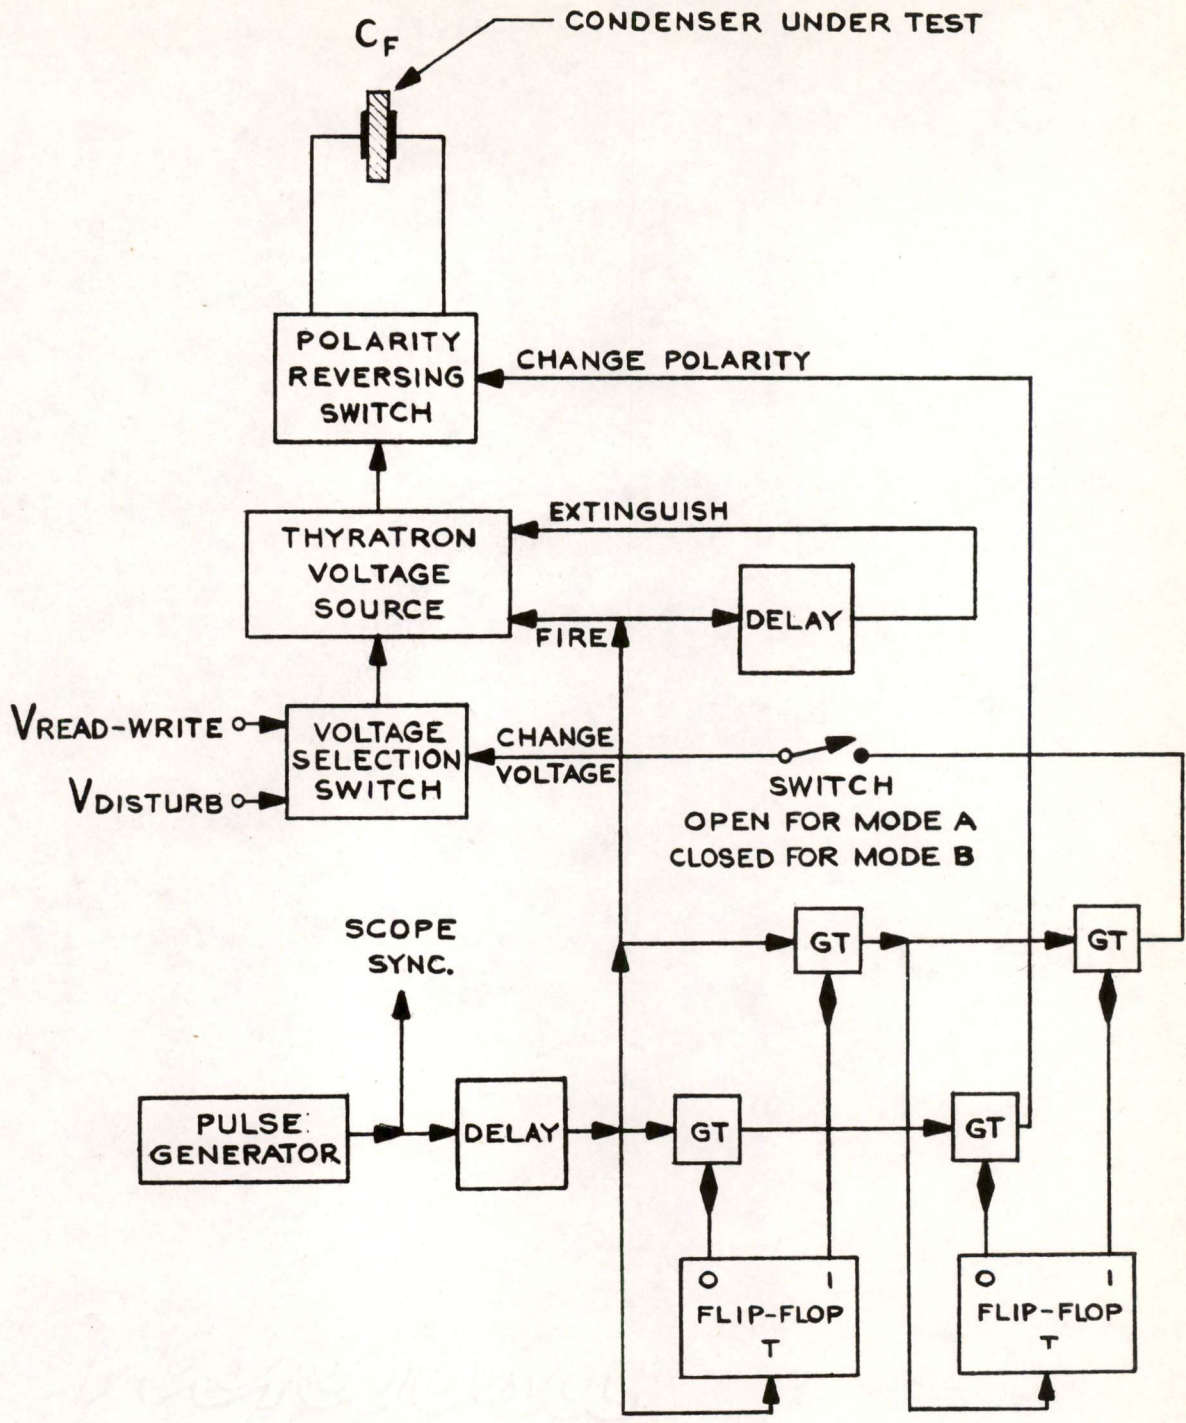 CF
CONDENSER UNDER TEST
POLARITY
REVERSING
SWITCH
CHANGE POLARITY
EXTINGUISH
THYRATRON
VOLTAGE
SOURCE
FIRE
DELAY
VREAD-WRITE
VDISTURB
VOLTAGE
SELECTION
SWITCH
CHANGE
VOLTAGE
SWITCH
OPEN FOR MODE A
CLOSED FOR MODE B
SCOPE
SYNC.
GT
GT
PULSE
GENERATOR
DELAY
GT
GT
0 1
FLIP-FLOP
T
0 1
FLIP-FLOP
T